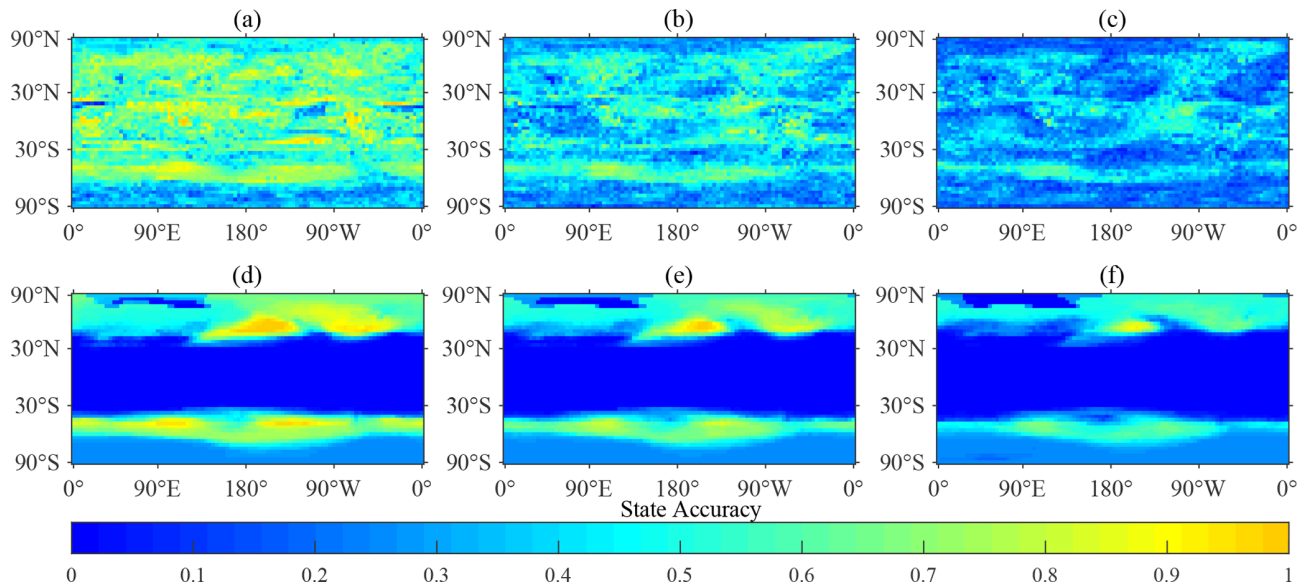 (a) (b) (c)
90°N 90°N 90°N
30°N 30°N 30°N
30°S 30°S 30°S
90°S 90°S 90°S
0° 90°E 180° 90°W 0° 0° 90°E 180° 90°W 0° 0° 90°E 180° 90°W 0°
(d) (e) (f)
90°N 90°N 90°N
30°N 30°N 30°N
30°S 30°S 30°S
90°S 90°S 90°S
0° 90°E 180° 90°W 0° 0° 90°E 180° 90°W 0° 0° 90°E 180° 90°W 0°
State Accuracy
0 0.1 0.2 0.3 0.4 0.5 0.6 0.7 0.8 0.9 1